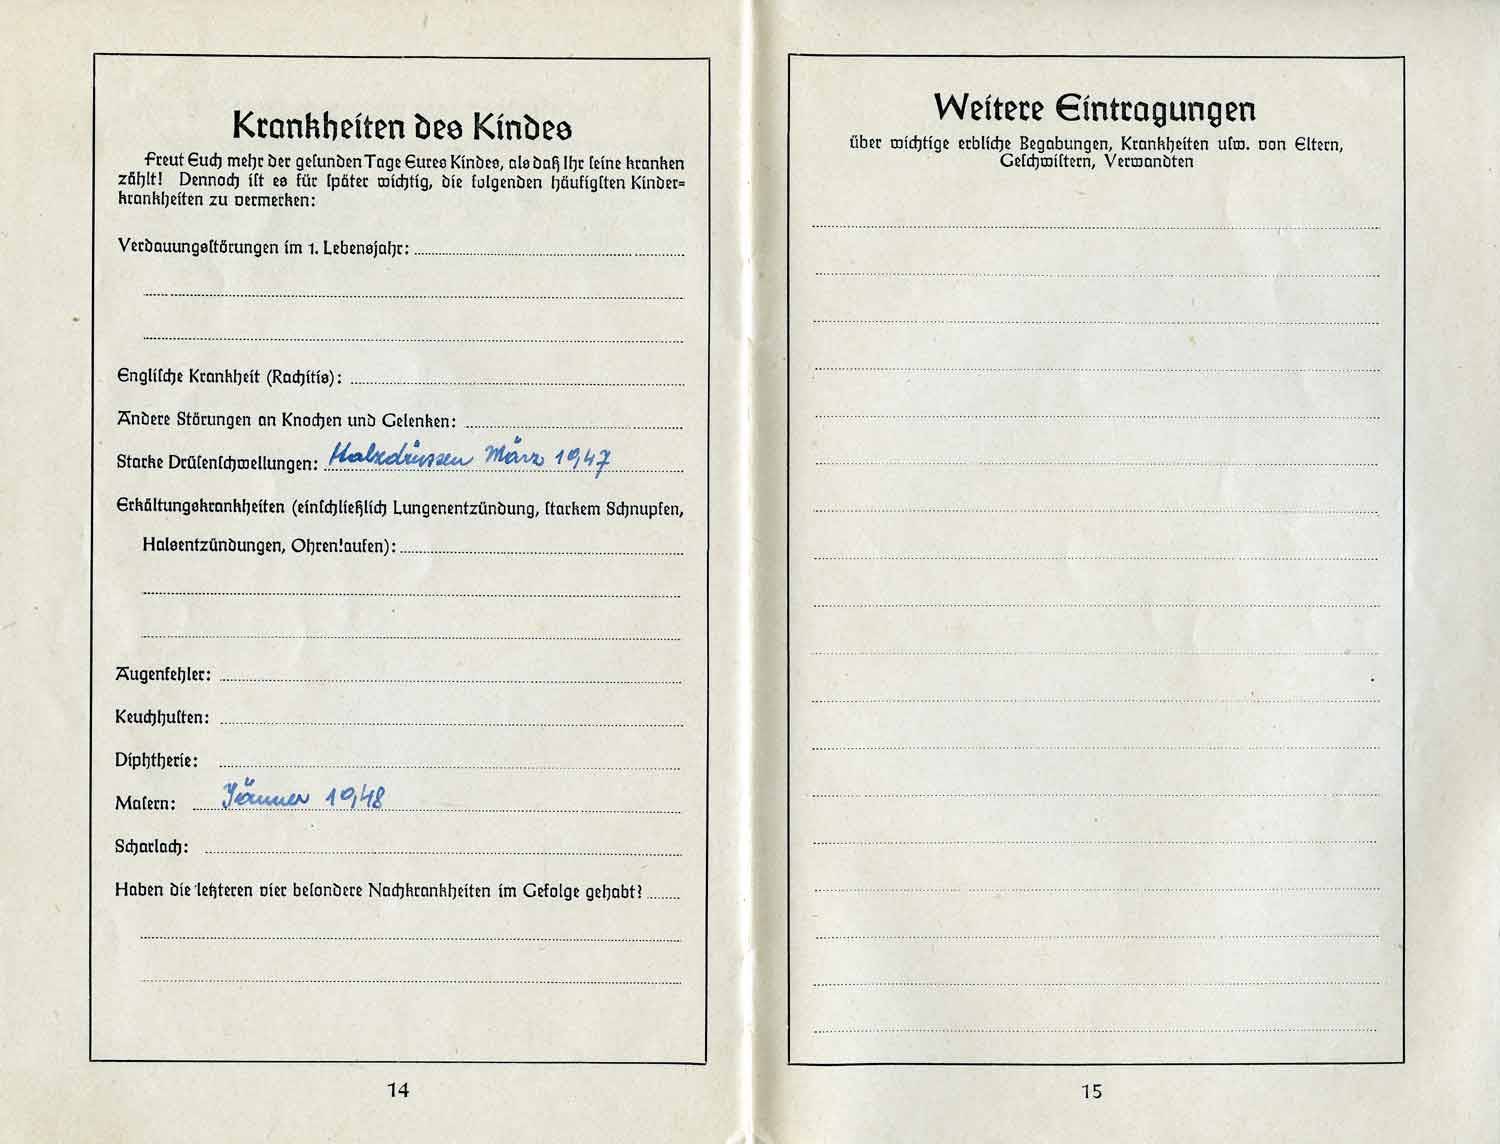 Krankheiten des Kindes
Freut Euch mehr der gesunden Tage Eures Kindes, als daß Ihr seine kranken
zählt! Dennoch ist es für später wichtig, die folgenden häufigsten Kinder=
krankheiten zu vermerken:
Verdauungsstörungen im 1. Lebensjahr:
Englische Krankheit (Rachitis):
Andere Störungen an Knochen und Gelenken:
Starke Drüsenschwellungen: Halzdrüssen März 1947
Erkältungskrankheiten (einschließlich Lungenentzündung, starkem Schnupfen,
Halsentzündungen, Ohrenlaufen):
Augenfehler:
Keuchhusten:
Diphtherie:
Masern: Jänner 1948
Scharlach:
Haben die letzteren vier besondere Nachkrankheiten im Gefolge gehabt?
14
Weitere Eintragungen
über wichtige erbliche Begabungen, Krankheiten usw. von Eltern,
Geschwistern, Verwandten
15